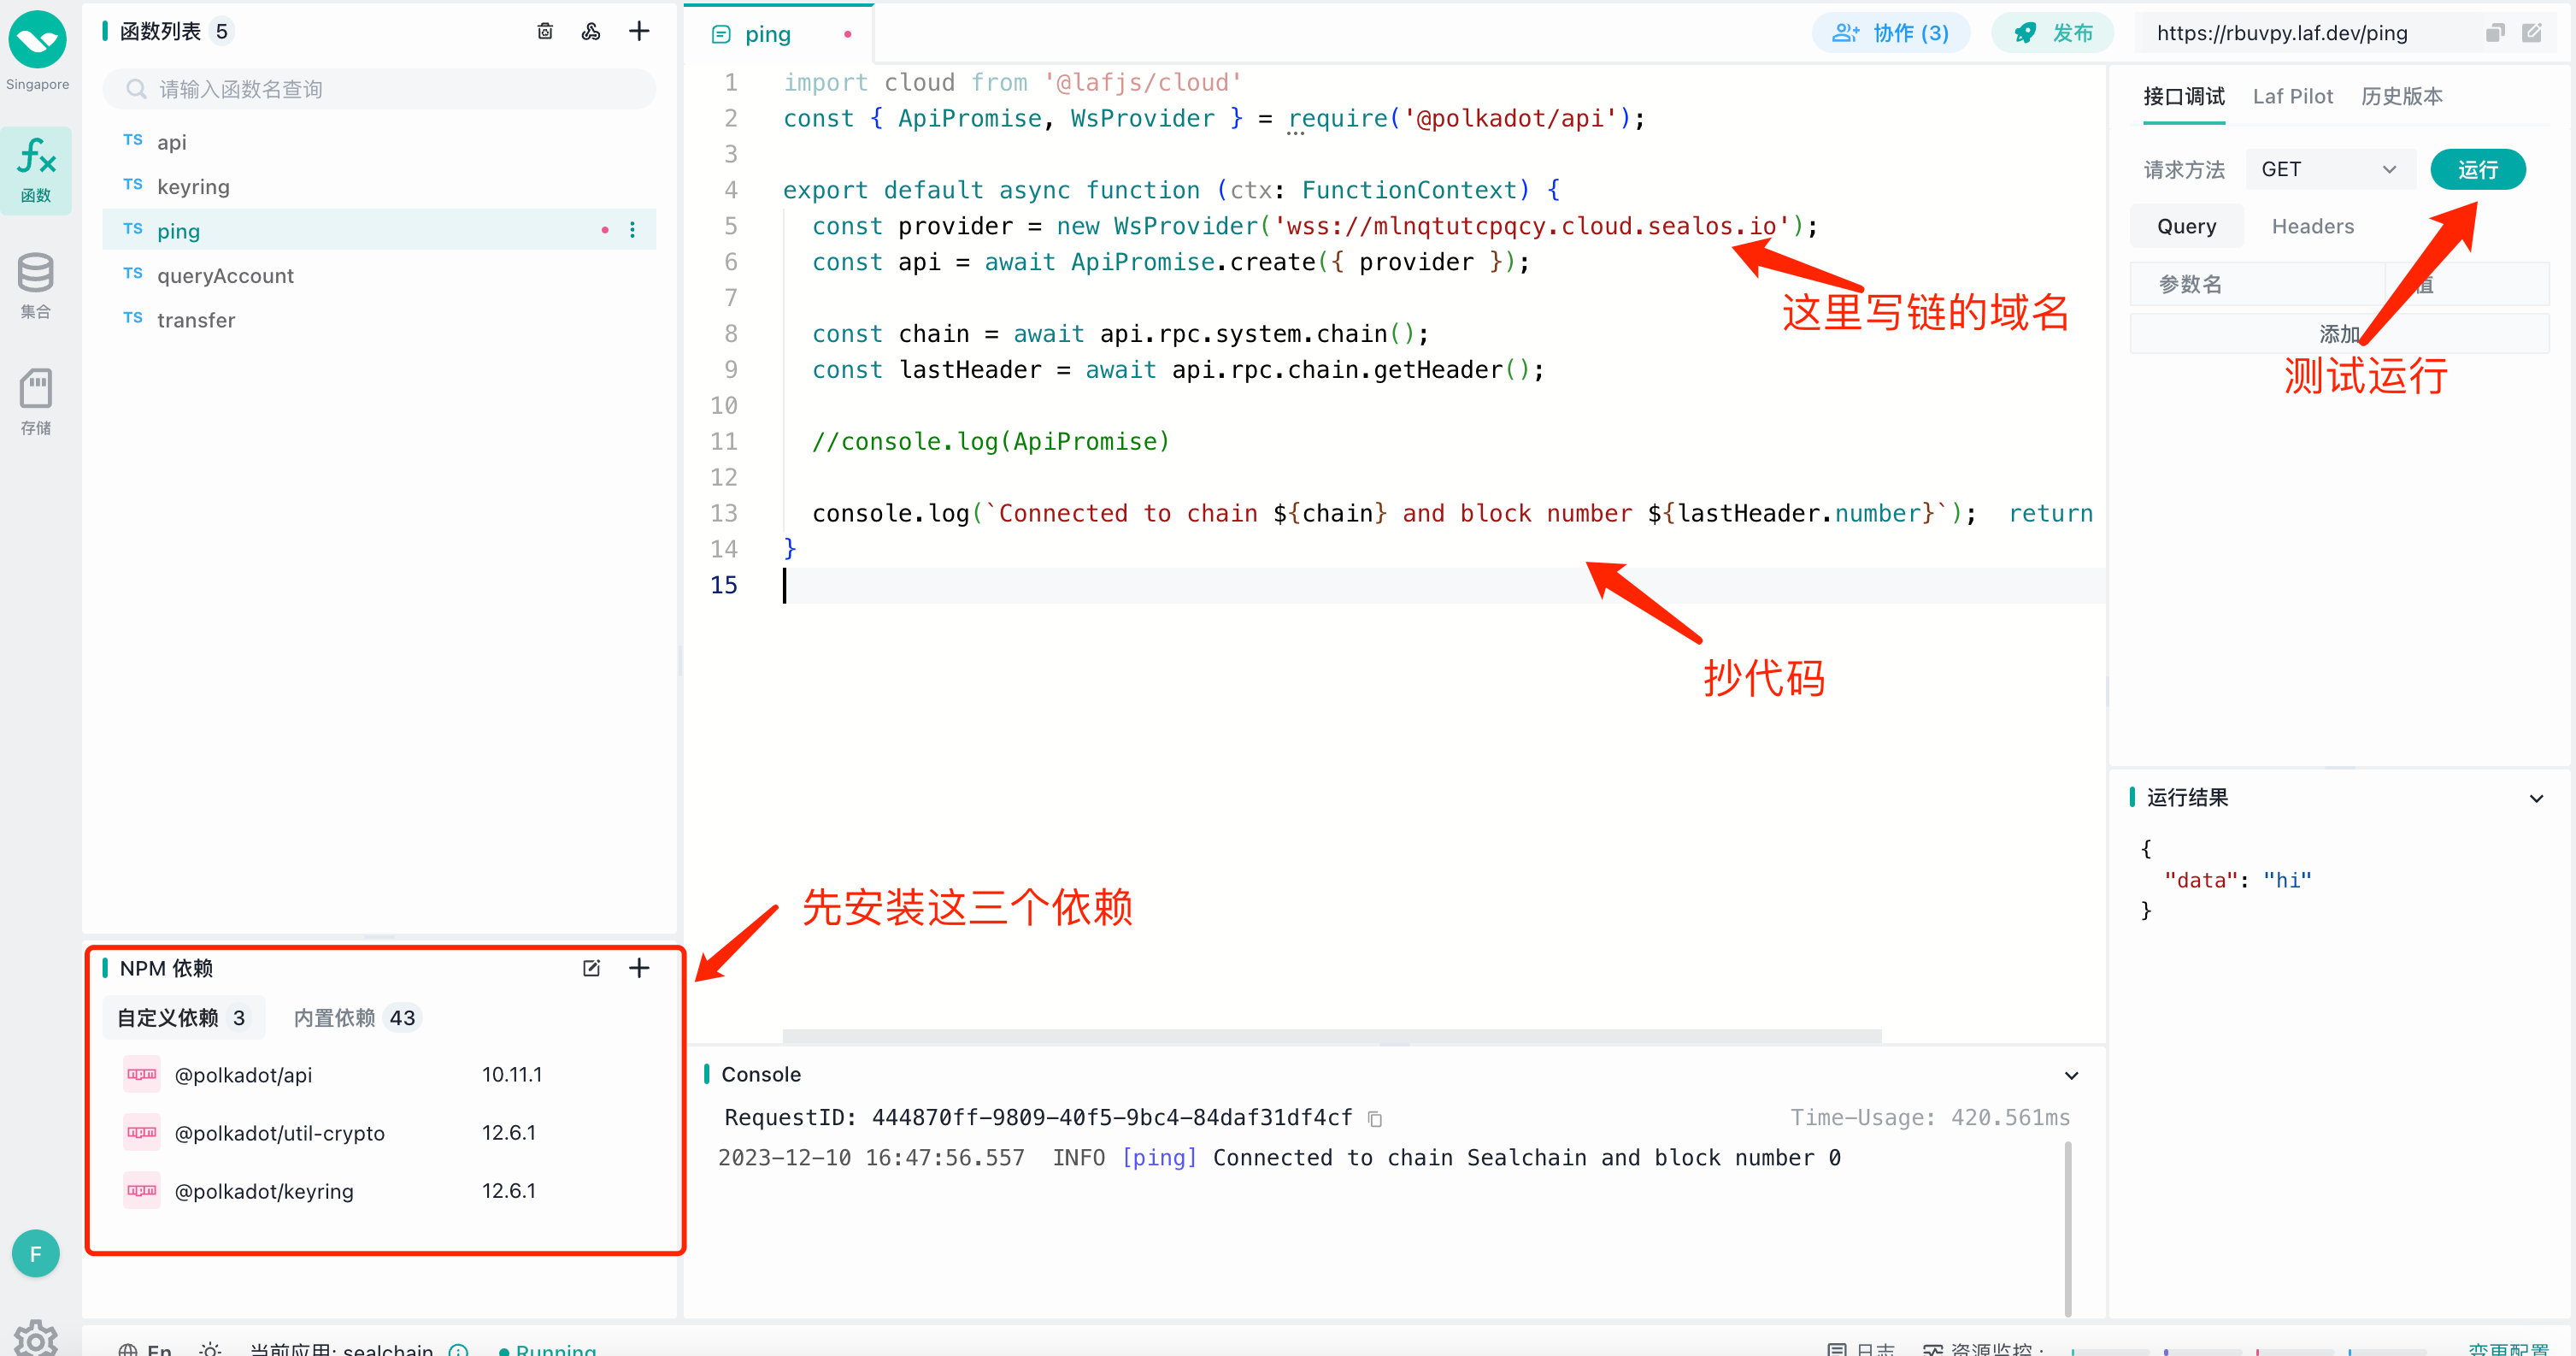 Singapore
函数
集合
存储
F
函数列表 5
请输入函数名查询
TS api
TS keyring
TS ping
TS queryAccount
TS transfer
NPM 依赖
自定义依赖 3 内置依赖 43
@polkadot/api 10.11.1
@polkadot/util-crypto 12.6.1
@polkadot/keyring 12.6.1
先安装这三个依赖
ping
协作 (3)
发布
https://rbuvpy.laf.dev/ping
1 import cloud from '@lafjs/cloud'
2 const { ApiPromise, WsProvider } = require('@polkadot/api');
3
4 export default async function (ctx: FunctionContext) {
5 const provider = new WsProvider('wss://mlnqtutcpqcy.cloud.sealos.io');
6 const api = await ApiPromise.create({ provider });
7
8 const chain = await api.rpc.system.chain();
9 const lastHeader = await api.rpc.chain.getHeader();
10
11 //console.log(ApiPromise)
12
13 console.log(`Connected to chain ${chain} and block number ${lastHeader.number}`); return
14 }
15
这里写链的域名
抄代码
Console
RequestID: 444870ff-9809-40f5-9bc4-84daf31df4cf Time-Usage: 420.561ms
2023-12-10 16:47:56.557 INFO [ping] Connected to chain Sealchain and block number 0
接口调试 Laf Pilot 历史版本
请求方法 GET 运行
Query Headers
参数名 值
添加
测试运行
运行结果
{
"data": "hi"
}
En 当前应用: sealchain Running
日志 资源监控 : 变更配置